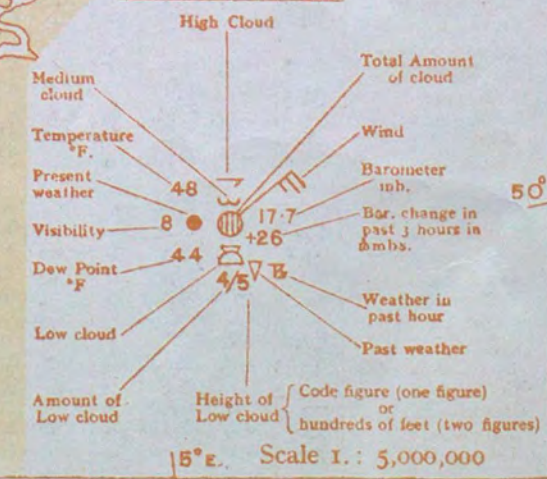 High Cloud
Medium
cloud
Total Amount
of cloud
Temperature
°F.
Wind
Present
weather
48
Barometer
mb.
50°
Visibility
8
17·7
Bar. change in
past 3 hours in
+26
Dew Point
°F
44
4/5
Weather in
past hour
Low cloud
Past weather
Amount of
Low cloud
Height of
Low cloud
Code figure (one figure)
or
hundreds of feet (two figures)
5°E. Scale 1.: 5,000,000